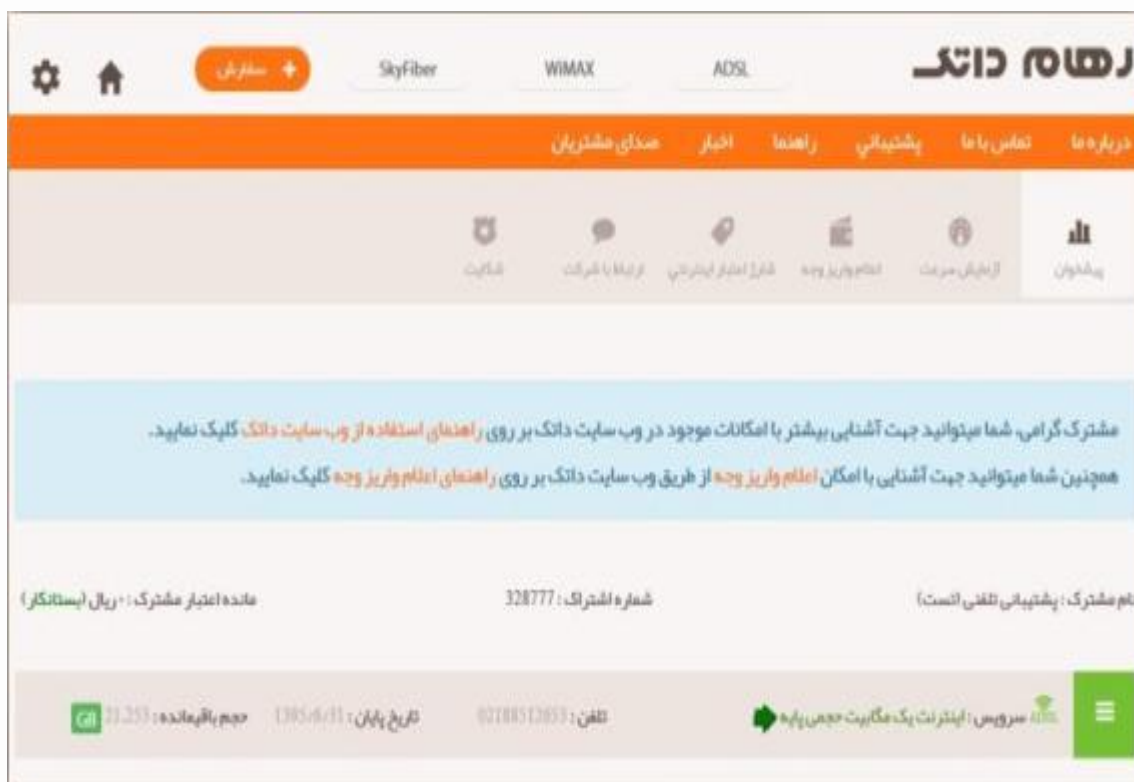 رهام داتک
ADSL WiMAX SkyFiber سفارش
درباره ما تماس با ما پشتیبانی راهنما اخبار صدای مشتریان
پیشخوان آزمایش سرعت اعلام واریز وجه شارژ اعتبار اینترنتی ارتباط با شرکت شکایت
مشترک گرامی، شما میتوانید جهت آشنایی بیشتر با امکانات موجود در وب سایت داتک بر روی راهنمای استفاده از وب سایت داتک کلیک نمایید.
همچنین شما میتوانید جهت آشنایی با امکان اعلام واریز وجه از طریق وب سایت داتک بر روی راهنمای اعلام واریز وجه کلیک نمایید.
نام مشترک : پشتیبانی تلفنی (تست) شماره اشتراک : 328777 مانده اعتبار مشترک : ۰ ریال (بستانکار)
ADSL سرویس : اینترنت یک مگابیت حجمی پایه تلفن : تاریخ پایان : حجم باقیمانده : GB